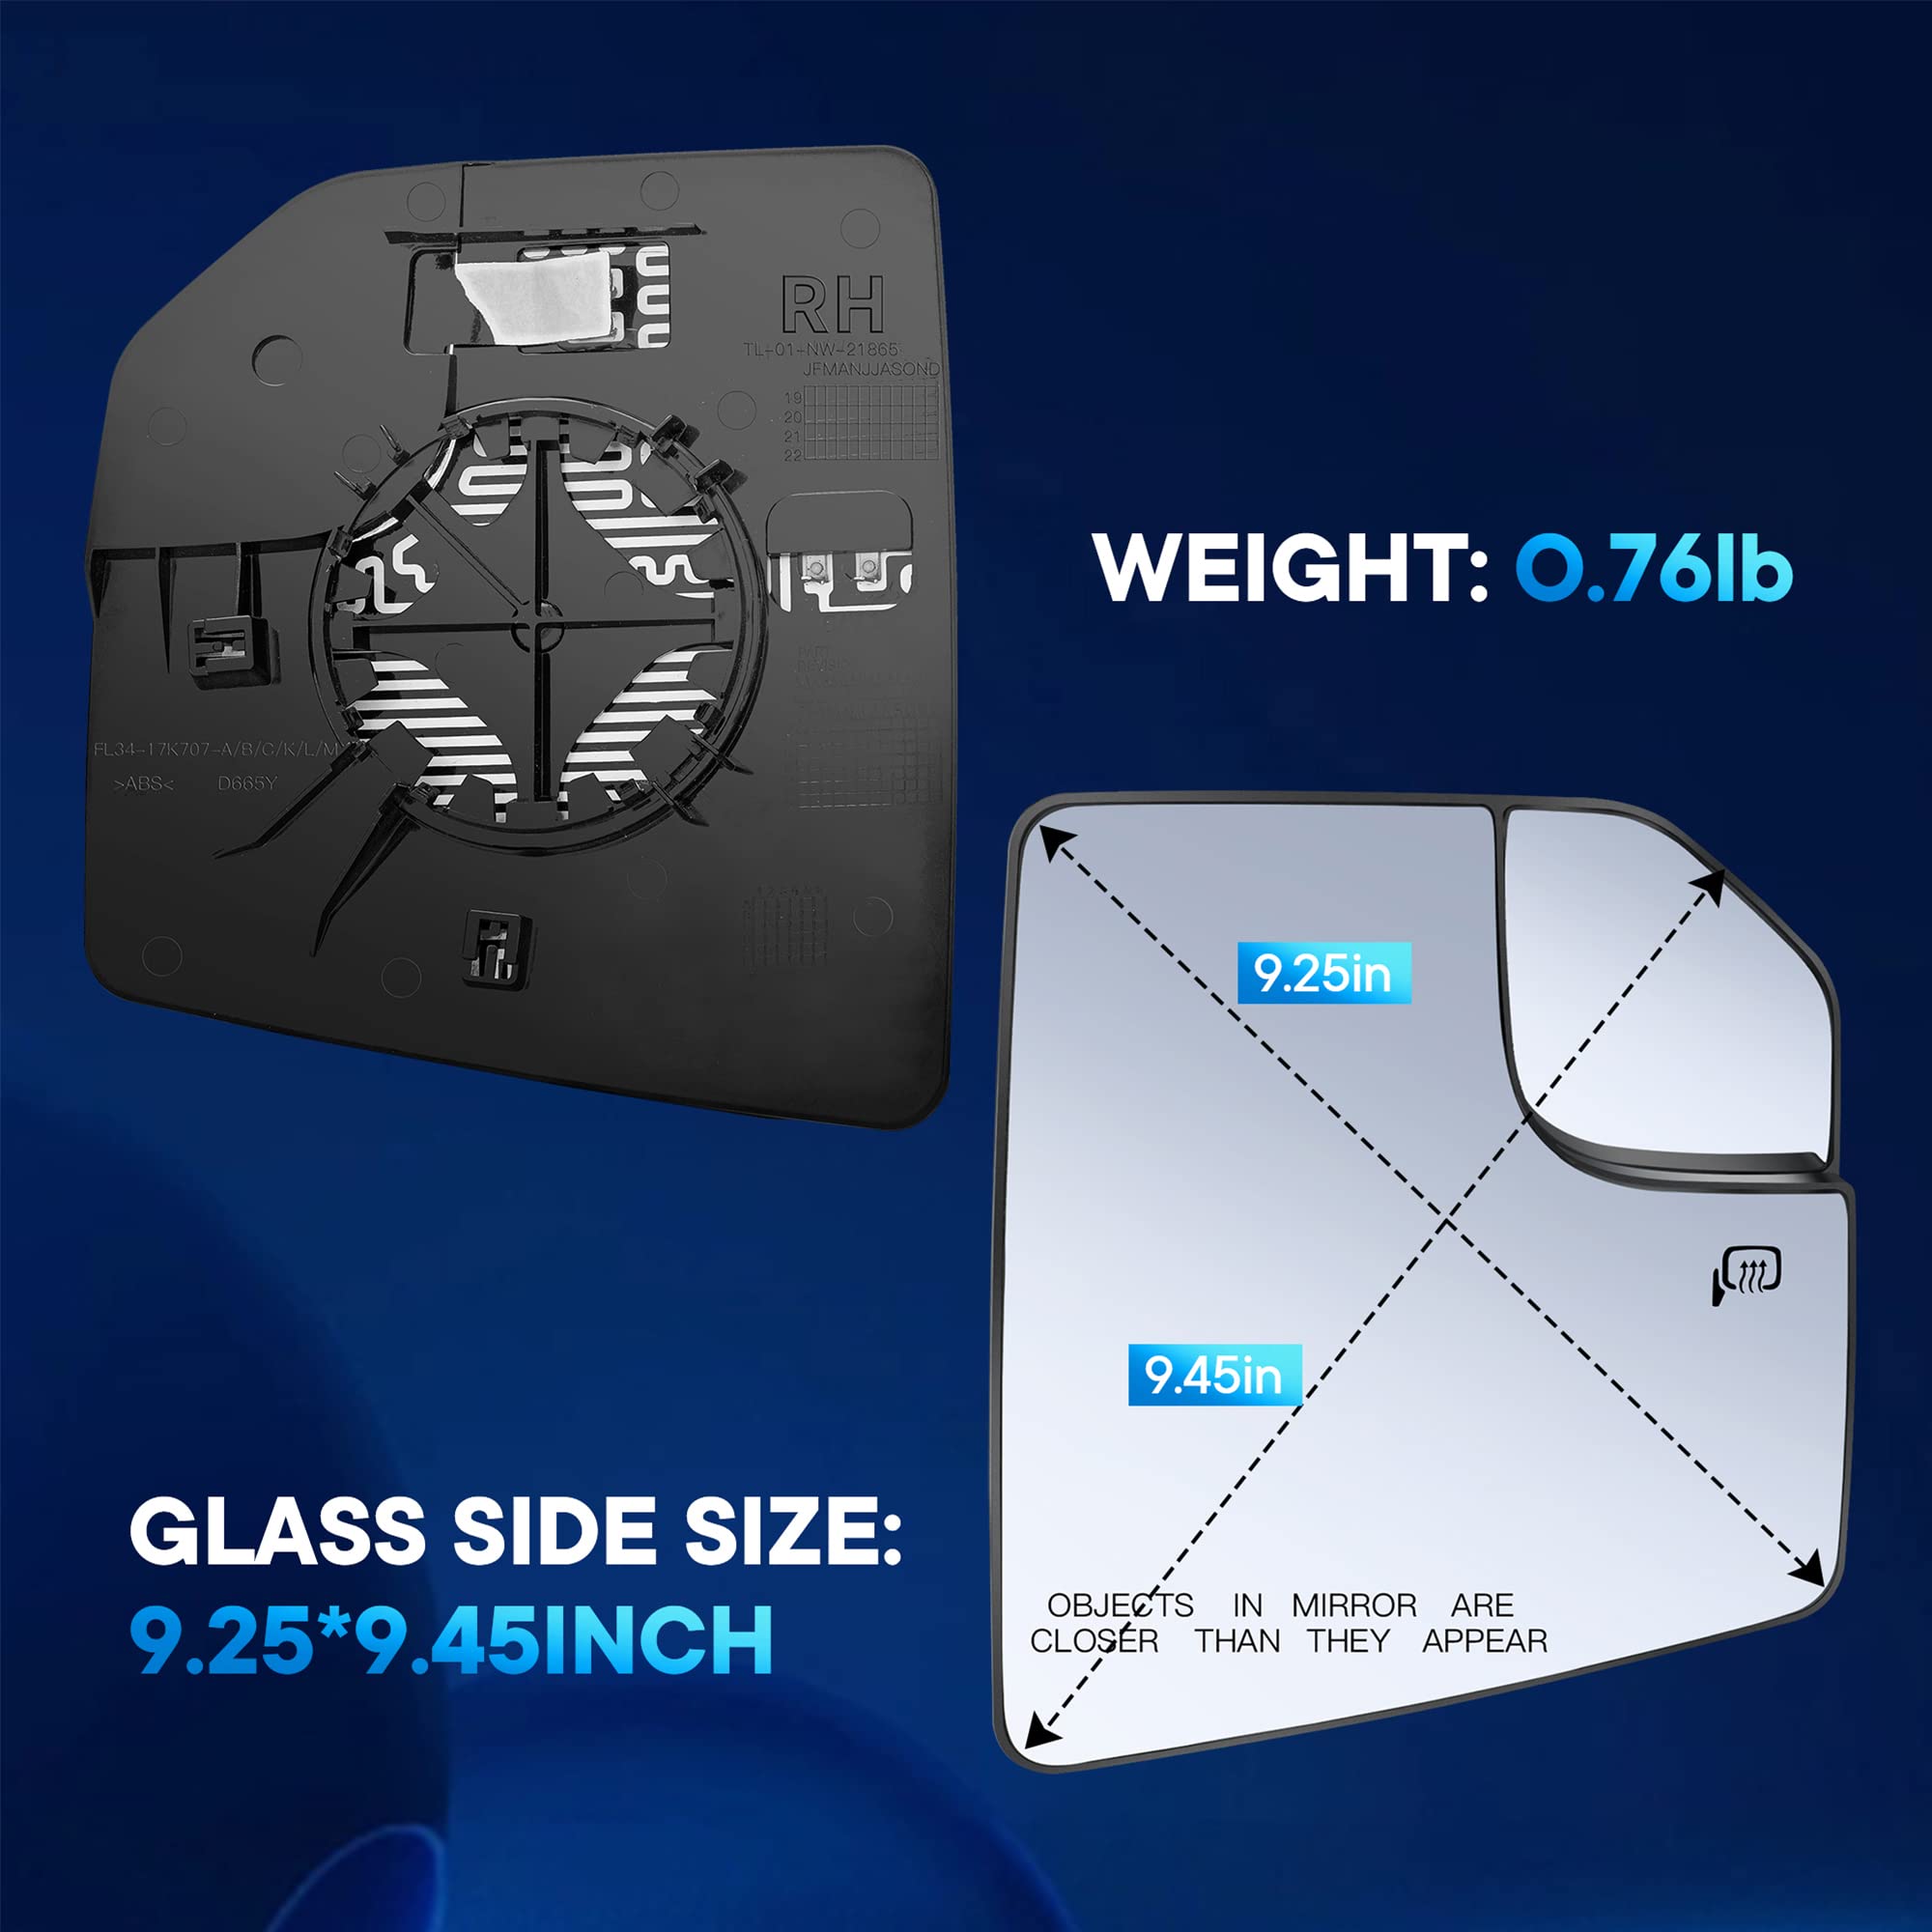 RH
TL-01-NW-21865
JFMANJJASOND
19
20
21
22
WEIGHT: 0.76lb
FL34-17K707-A/B/C/K/L/M
>ABS< D665Y
9.25in
9.45in
GLASS SIDE SIZE:
9.25*9.45INCH
OBJECTS IN MIRROR ARE
CLOSER THAN THEY APPEAR